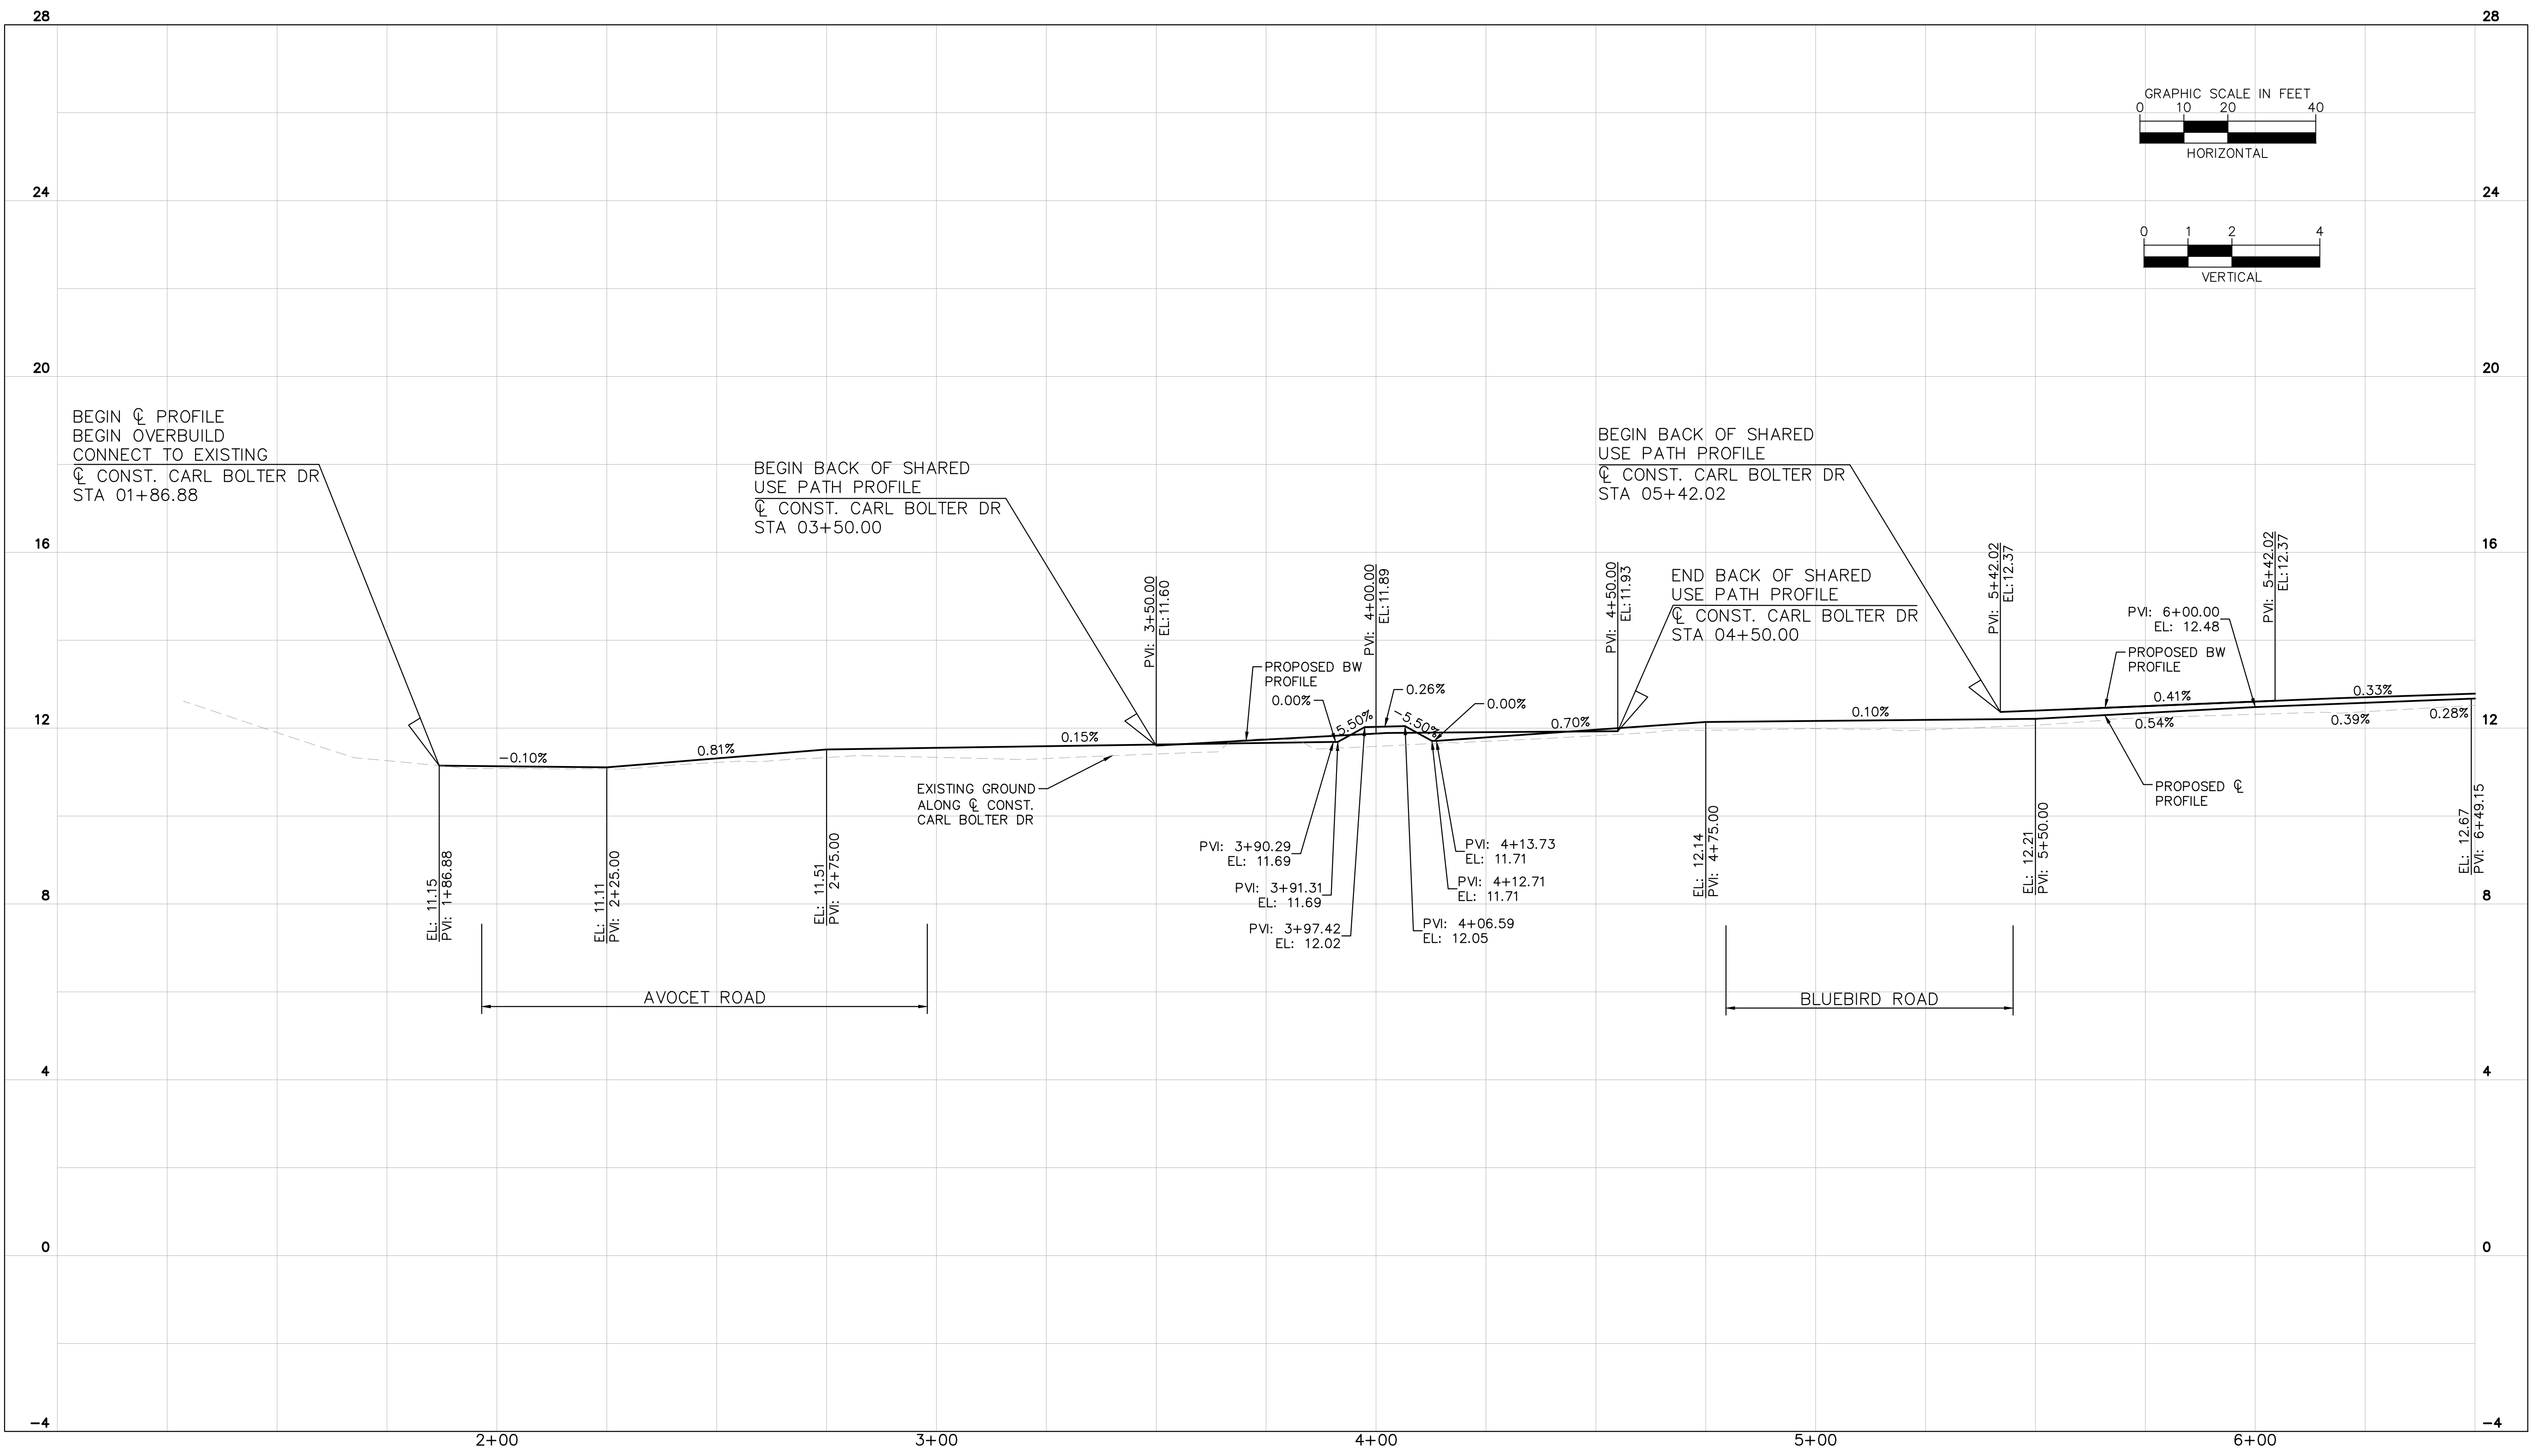 28
28
24
24
20
20
16
16
12
12
8
8
4
4
0
0
-4
-4
GRAPHIC SCALE IN FEET
0 10 20 40
HORIZONTAL
0 1 2 4
VERTICAL
BEGIN ℄ PROFILE
BEGIN OVERBUILD
CONNECT TO EXISTING
℄ CONST. CARL BOLTER DR
STA 01+86.88
BEGIN BACK OF SHARED
USE PATH PROFILE
℄ CONST. CARL BOLTER DR
STA 03+50.00
BEGIN BACK OF SHARED
USE PATH PROFILE
℄ CONST. CARL BOLTER DR
STA 05+42.02
END BACK OF SHARED
USE PATH PROFILE
℄ CONST. CARL BOLTER DR
STA 04+50.00
PVI: 3+50.00
EL:11.60
PVI: 4+00.00
EL:11.89
PVI: 4+50.00
EL:11.93
PVI: 5+42.02
EL:12.37
PVI: 5+42.02
EL:12.37
PVI: 6+00.00
EL: 12.48
PROPOSED BW
PROFILE
PROPOSED BW
PROFILE
0.00%
5.50%
0.26%
-5.50%
0.00%
-0.10%
0.81%
0.15%
0.70%
0.10%
0.41%
0.33%
0.54%
0.39%
0.28%
EXISTING GROUND
ALONG ℄ CONST.
CARL BOLTER DR
PROPOSED ℄
PROFILE
EL: 11.15
PVI: 1+86.88
EL: 11.11
PVI: 2+25.00
EL: 11.51
PVI: 2+75.00
PVI: 3+90.29
EL: 11.69
PVI: 3+91.31
EL: 11.69
PVI: 3+97.42
EL: 12.02
PVI: 4+13.73
EL: 11.71
PVI: 4+12.71
EL: 11.71
PVI: 4+06.59
EL: 12.05
EL: 12.14
PVI: 4+75.00
EL: 12.21
PVI: 5+50.00
EL: 12.67
PVI: 6+49.15
AVOCET ROAD
BLUEBIRD ROAD
2+00
3+00
4+00
5+00
6+00